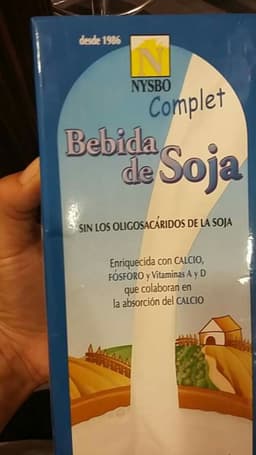 desde 1986
N
NYSBO
Complet
Bebida
de Soja
SIN LOS OLIGOSACÁRIDOS DE LA SOJA
Enriquecida con CALCIO,
FÓSFORO y Vitaminas A y D
que colaboran en
la absorción del CALCIO